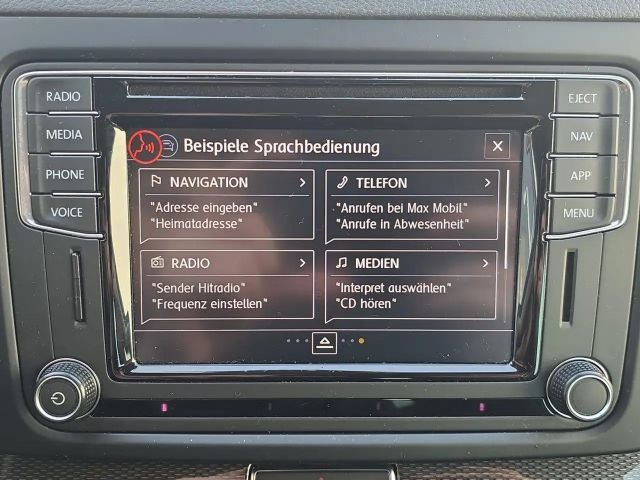 RADIO
MEDIA
PHONE
VOICE
EJECT
NAV
APP
MENU
Beispiele Sprachbedienung
NAVIGATION
"Adresse eingeben"
"Heimatadresse"
TELEFON
"Anrufen bei Max Mobil"
"Anrufe in Abwesenheit"
RADIO
"Sender Hitradio"
"Frequenz einstellen"
MEDIEN
"Interpret auswählen"
"CD hören"